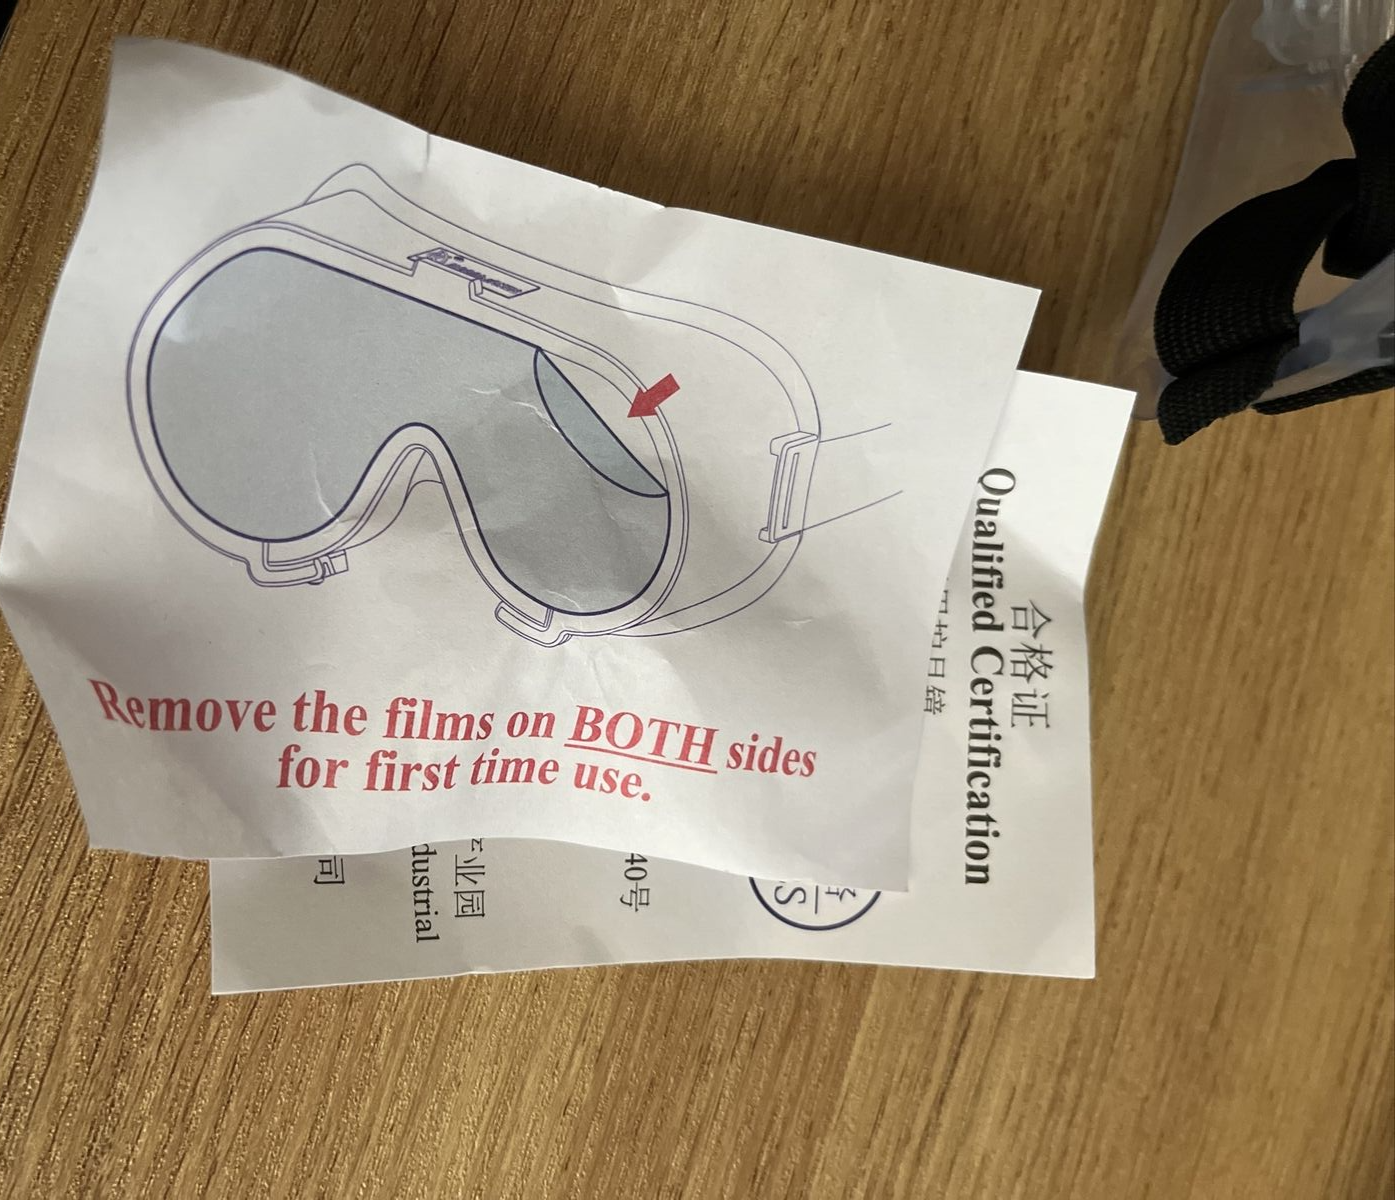 Remove the films on BOTH sides
for first time use.
合格证
Qualified Certification
40号
业园
dustrial
司
S